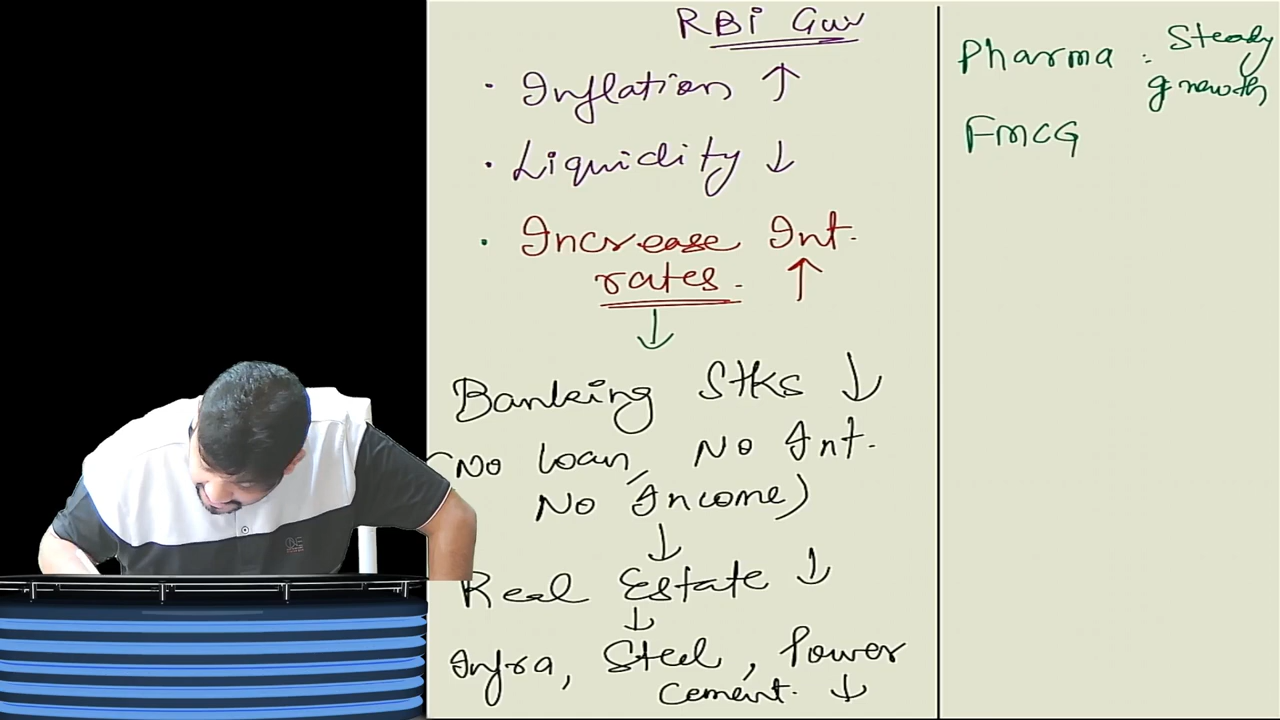 RBi Guv
· Inflation ↑
· Liquidity ↓
· Increase Int.
rates. ↑
↓
Banking Stks ↓
(No loan, No Int.
No Income)
↓
Real Estate ↓
↓
Infra, Steel, Power
cement. ↓
Pharma : Steady
growth
FMCG